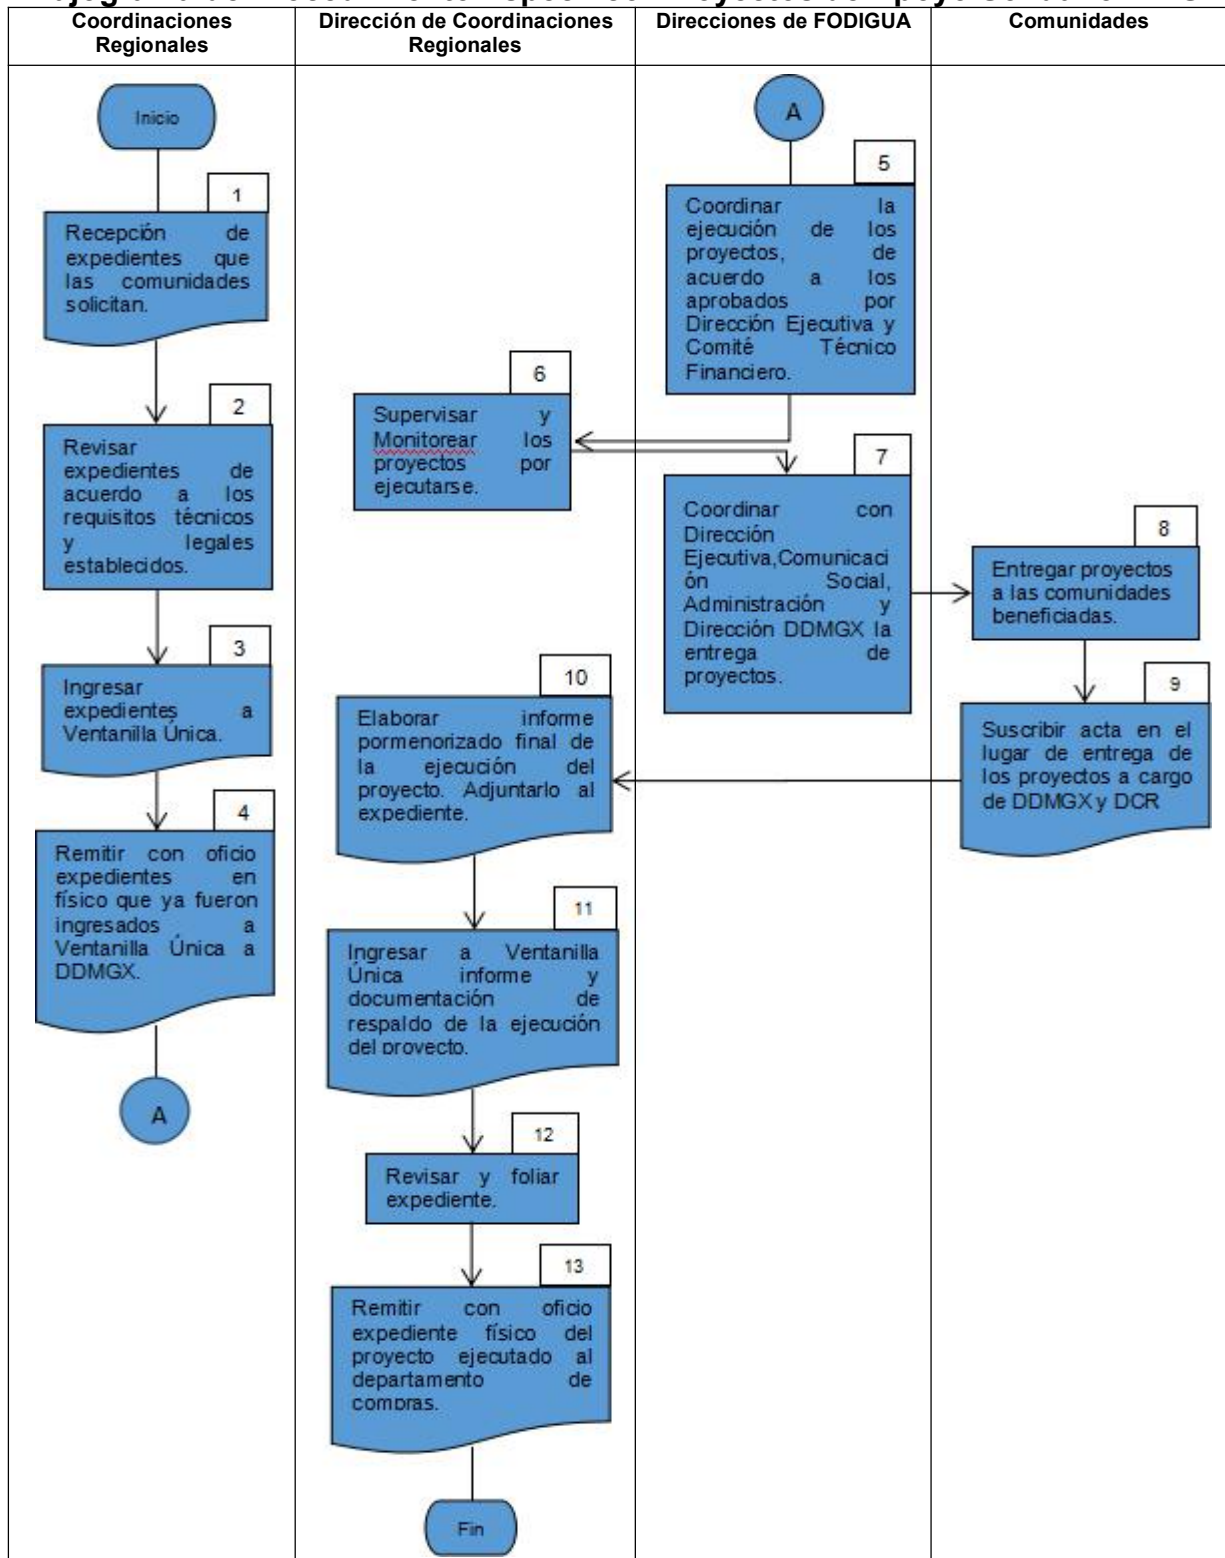 Coordinaciones
Regionales
Dirección de Coordinaciones
Regionales
Direcciones de FODIGUA
Comunidades
Inicio
1
Recepción de
expedientes que
las comunidades
solicitan.
2
Revisar
expedientes de
acuerdo a los
requisitos técnicos
y legales
establecidos.
3
Ingresar
expedientes a
Ventanilla Única.
4
Remitir con oficio
expedientes en
físico que ya fueron
ingresados a
Ventanilla Única a
DDMGX.
A
A
5
Coordinar la
ejecución de los
proyectos, de
acuerdo a los
aprobados por
Dirección Ejecutiva y
Comité Técnico
Financiero.
6
Supervisar y
Monitorear los
proyectos por
ejecutarse.
7
Coordinar con
Dirección
Ejecutiva,Comunicaci
ón Social,
Administración y
Dirección DDMGX la
entrega de
proyectos.
8
Entregar proyectos
a las comunidades
beneficiadas.
9
Suscribir acta en el
lugar de entrega de
los proyectos a cargo
de DDMGX y DCR
10
Elaborar informe
pormenorizado final de
la ejecución del
proyecto. Adjuntarlo al
expediente.
11
Ingresar a Ventanilla
Única informe y
documentación de
respaldo de la ejecución
del proyecto.
12
Revisar y foliar
expediente.
13
Remitir con oficio
expediente físico del
proyecto ejecutado al
departamento de
compras.
Fin